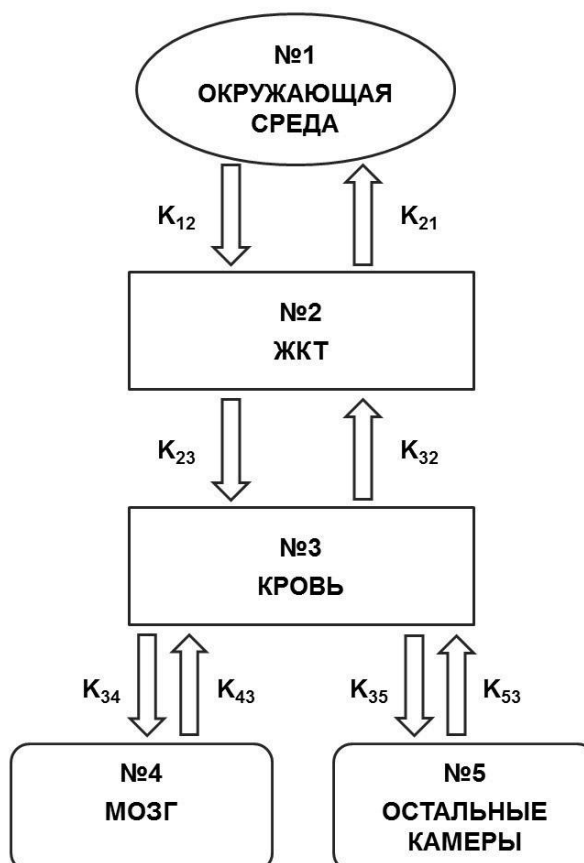 №1
ОКРУЖАЮЩАЯ
СРЕДА
K12 K21
№2
ЖКТ
K23 K32
№3
КРОВЬ
K34 K43 K35 K53
№4
МОЗГ
№5
ОСТАЛЬНЫЕ
КАМЕРЫ